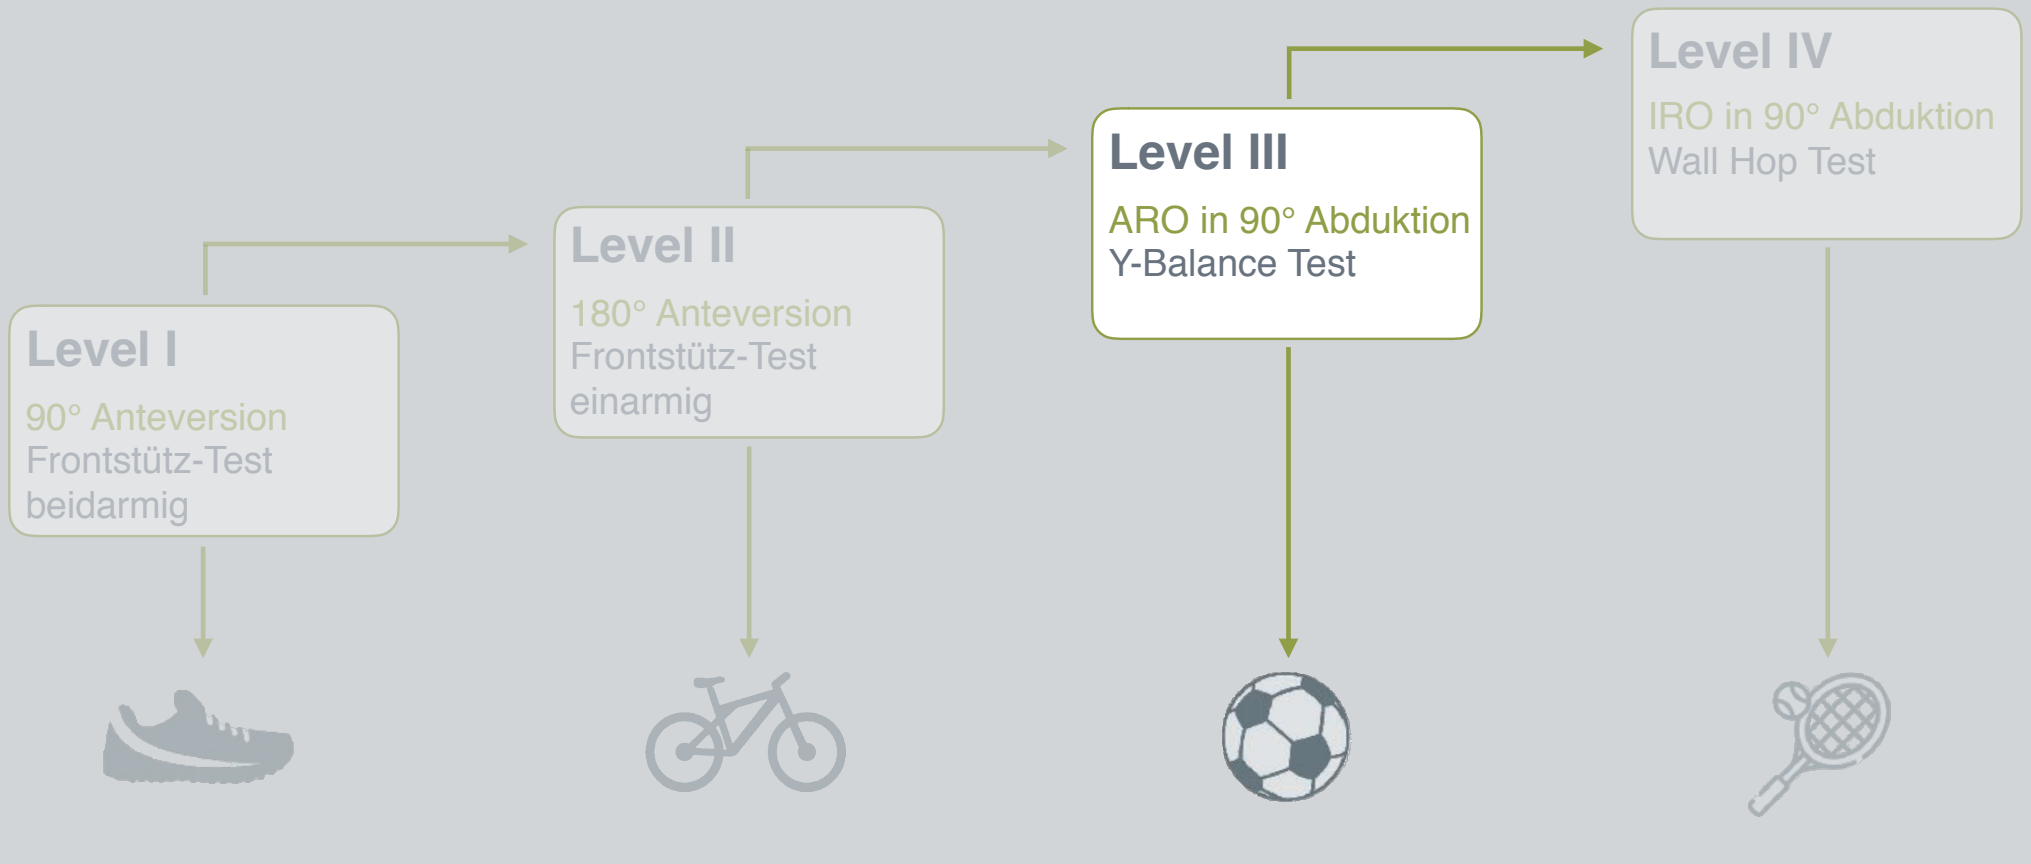 Level I
90° Anteversion
Frontstütz-Test
beidarmig
Level II
180° Anteversion
Frontstütz-Test
einarmig
Level III
ARO in 90° Abduktion
Y-Balance Test
Level IV
IRO in 90° Abduktion
Wall Hop Test